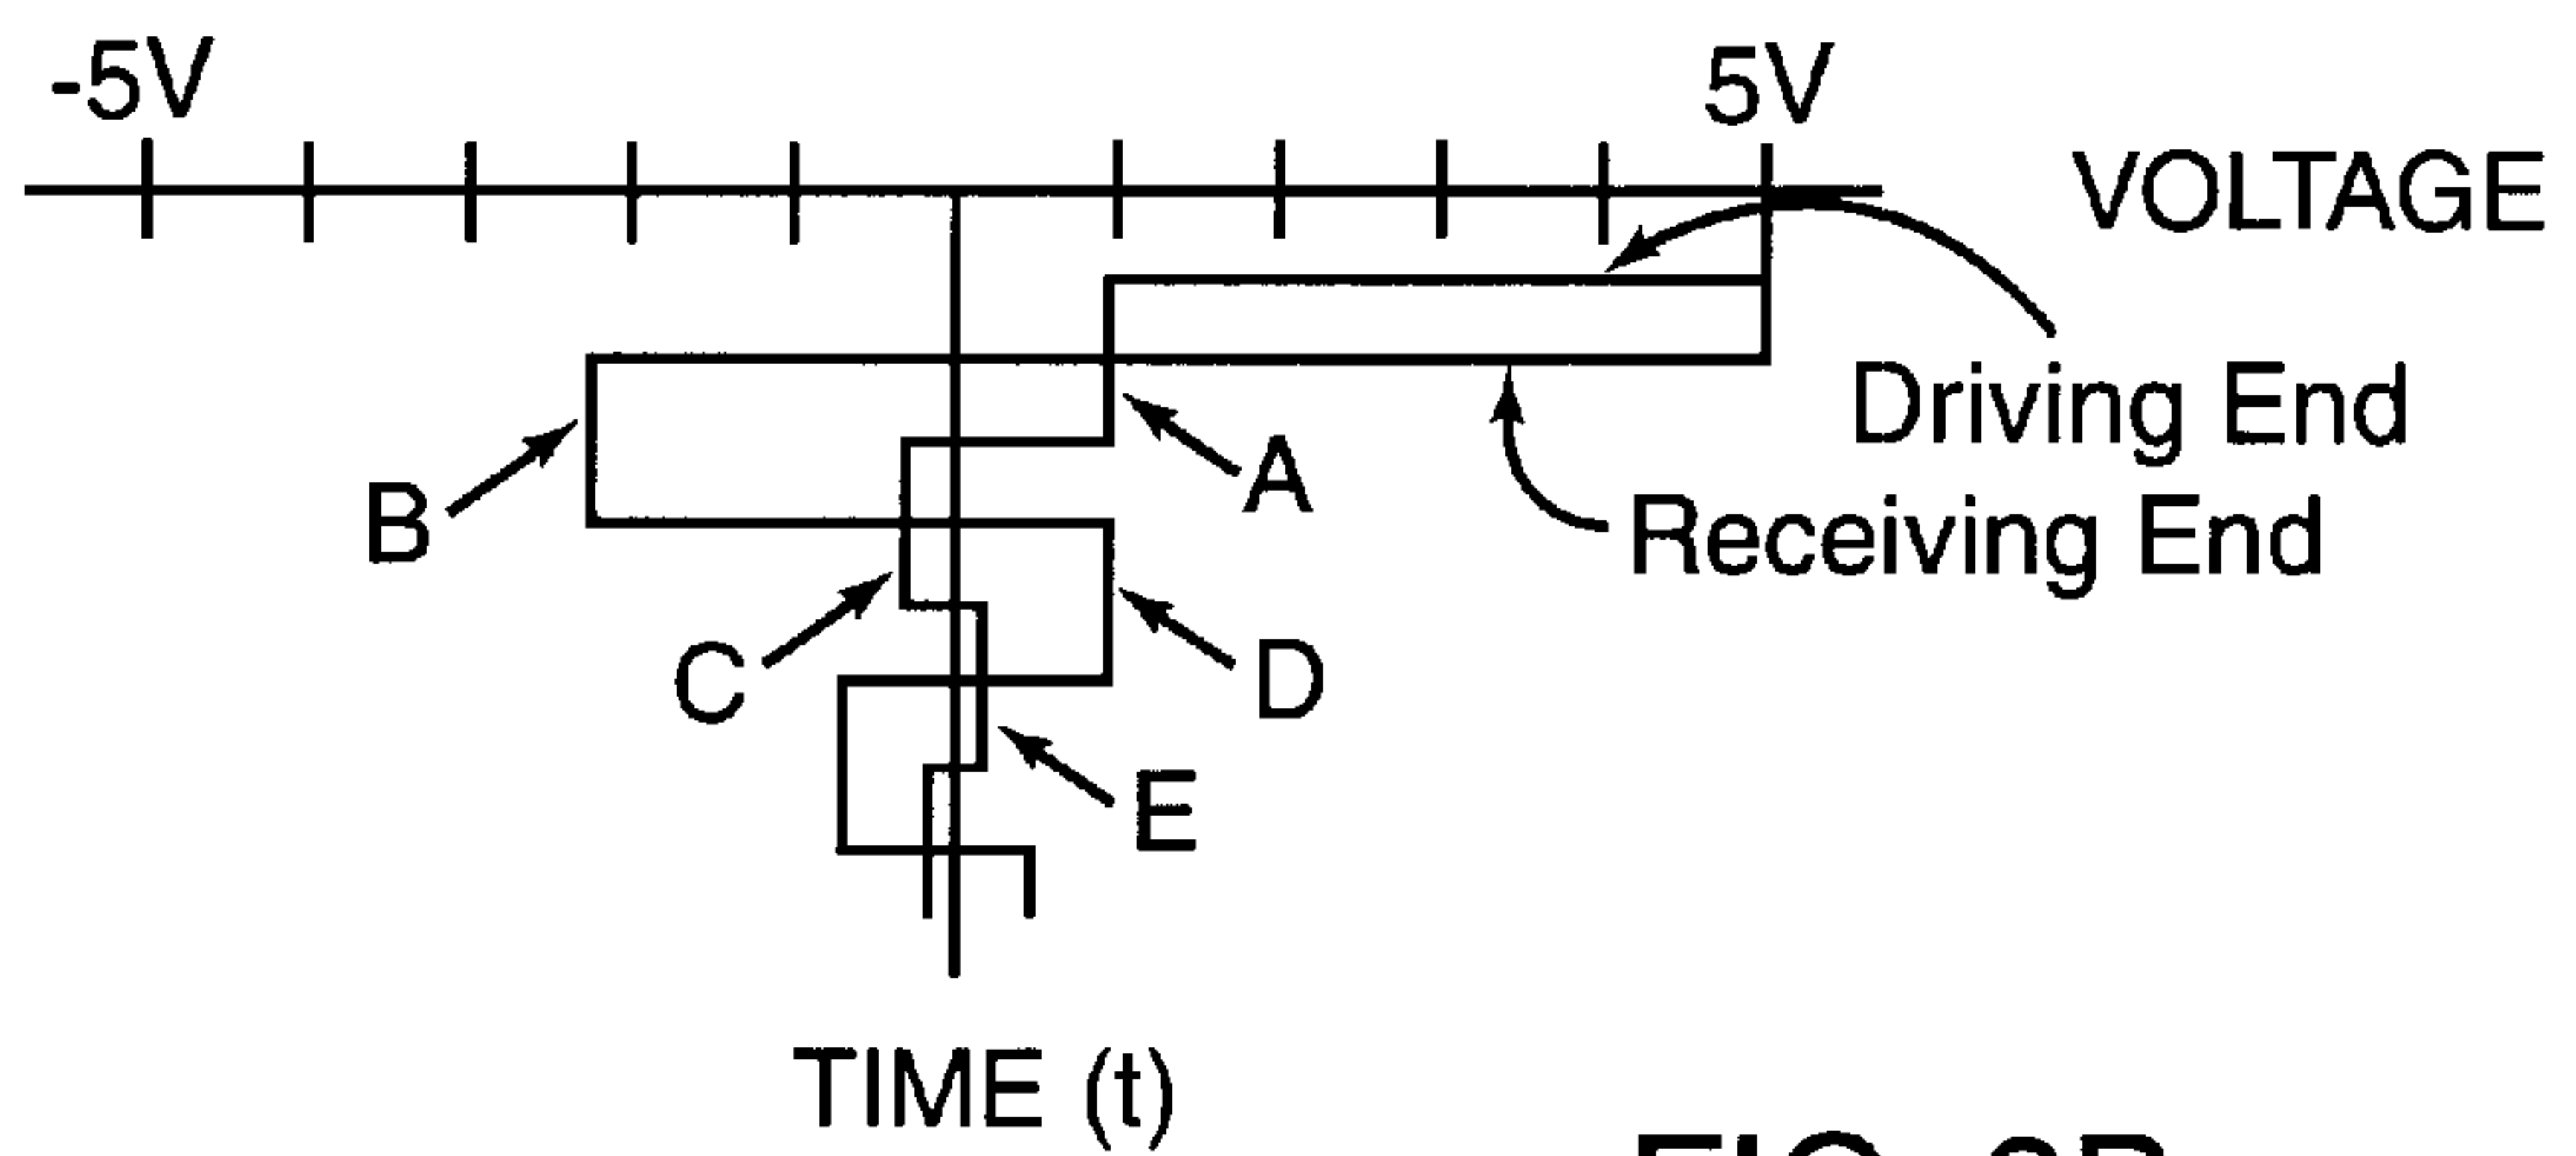 -5V
5V
VOLTAGE
Driving End
A
Receiving End
B
C
D
E
TIME (t)